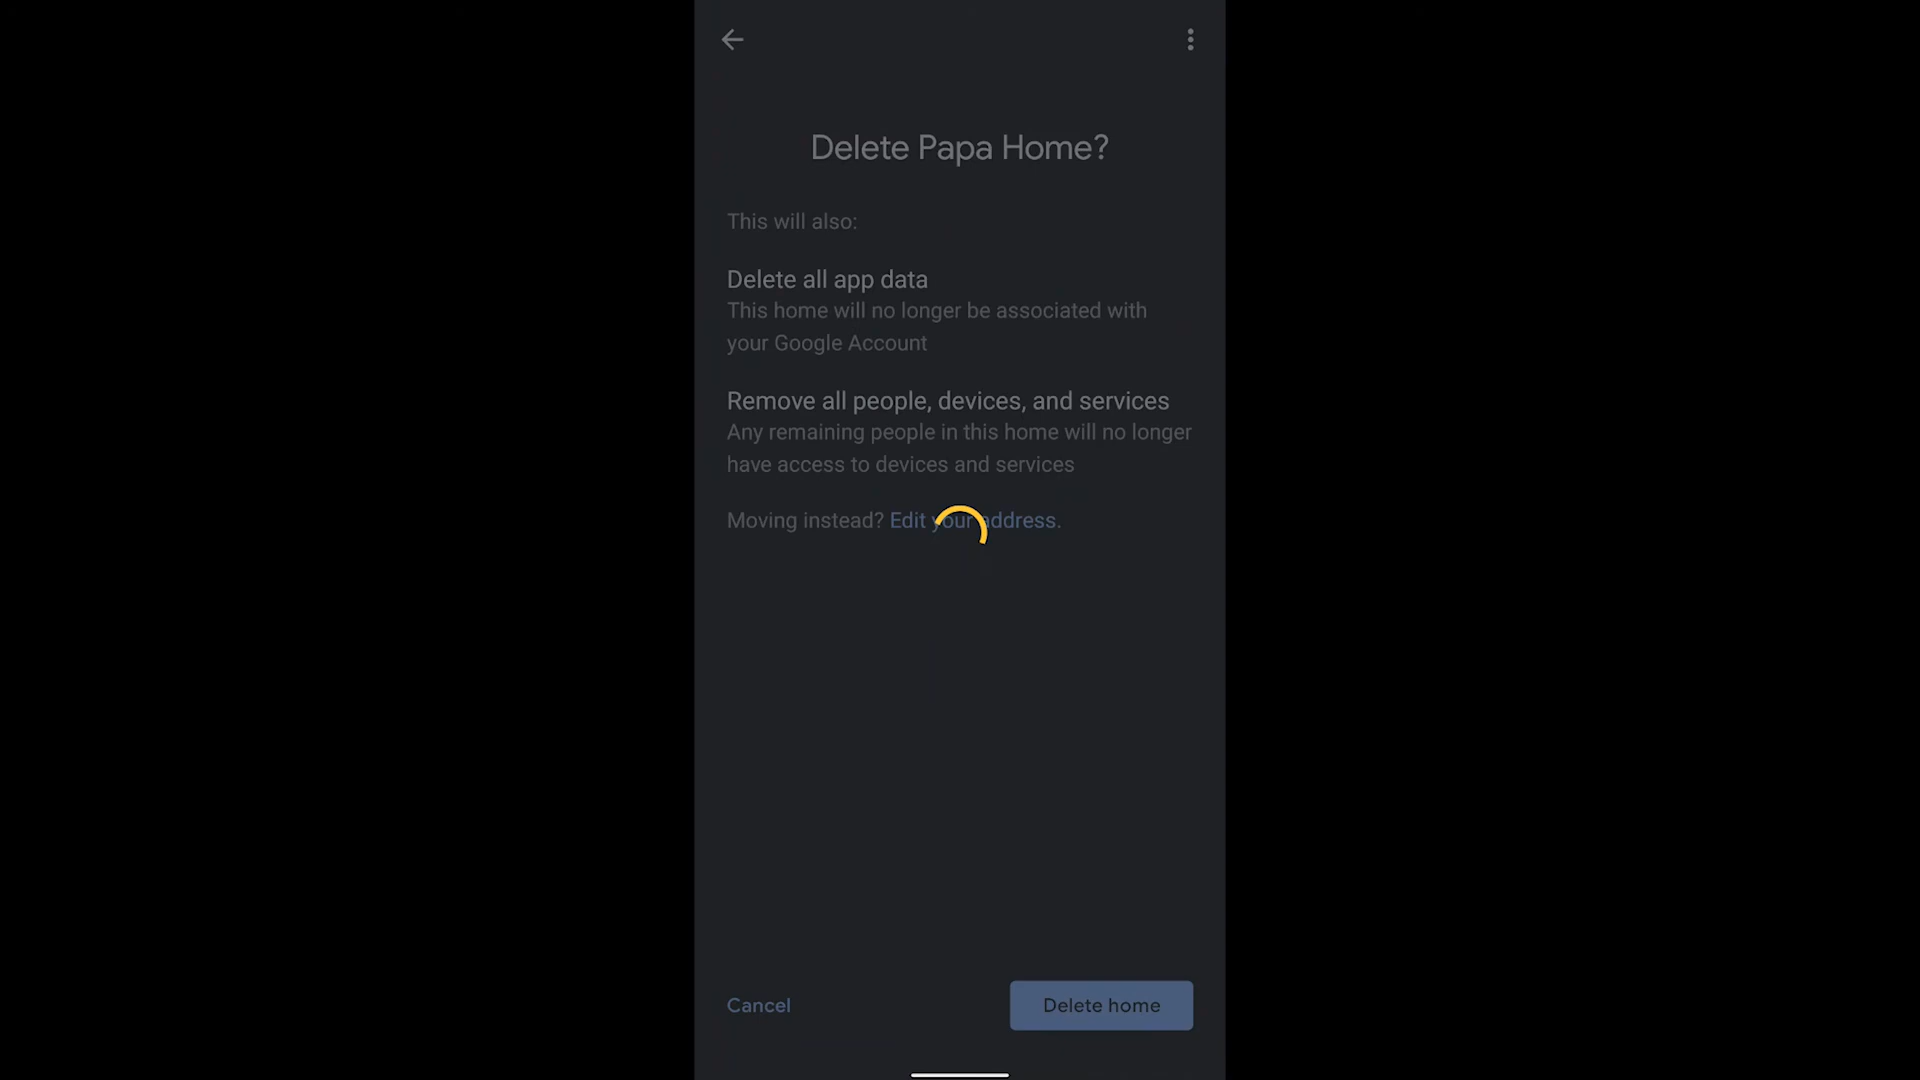 Delete Papa Home?
This will also:
Delete all app data
This home will no longer be associated with
your Google Account
Remove all people, devices, and services
Any remaining people in this home will no longer
have access to devices and services
Moving instead? Edit your address.
Cancel
Delete home